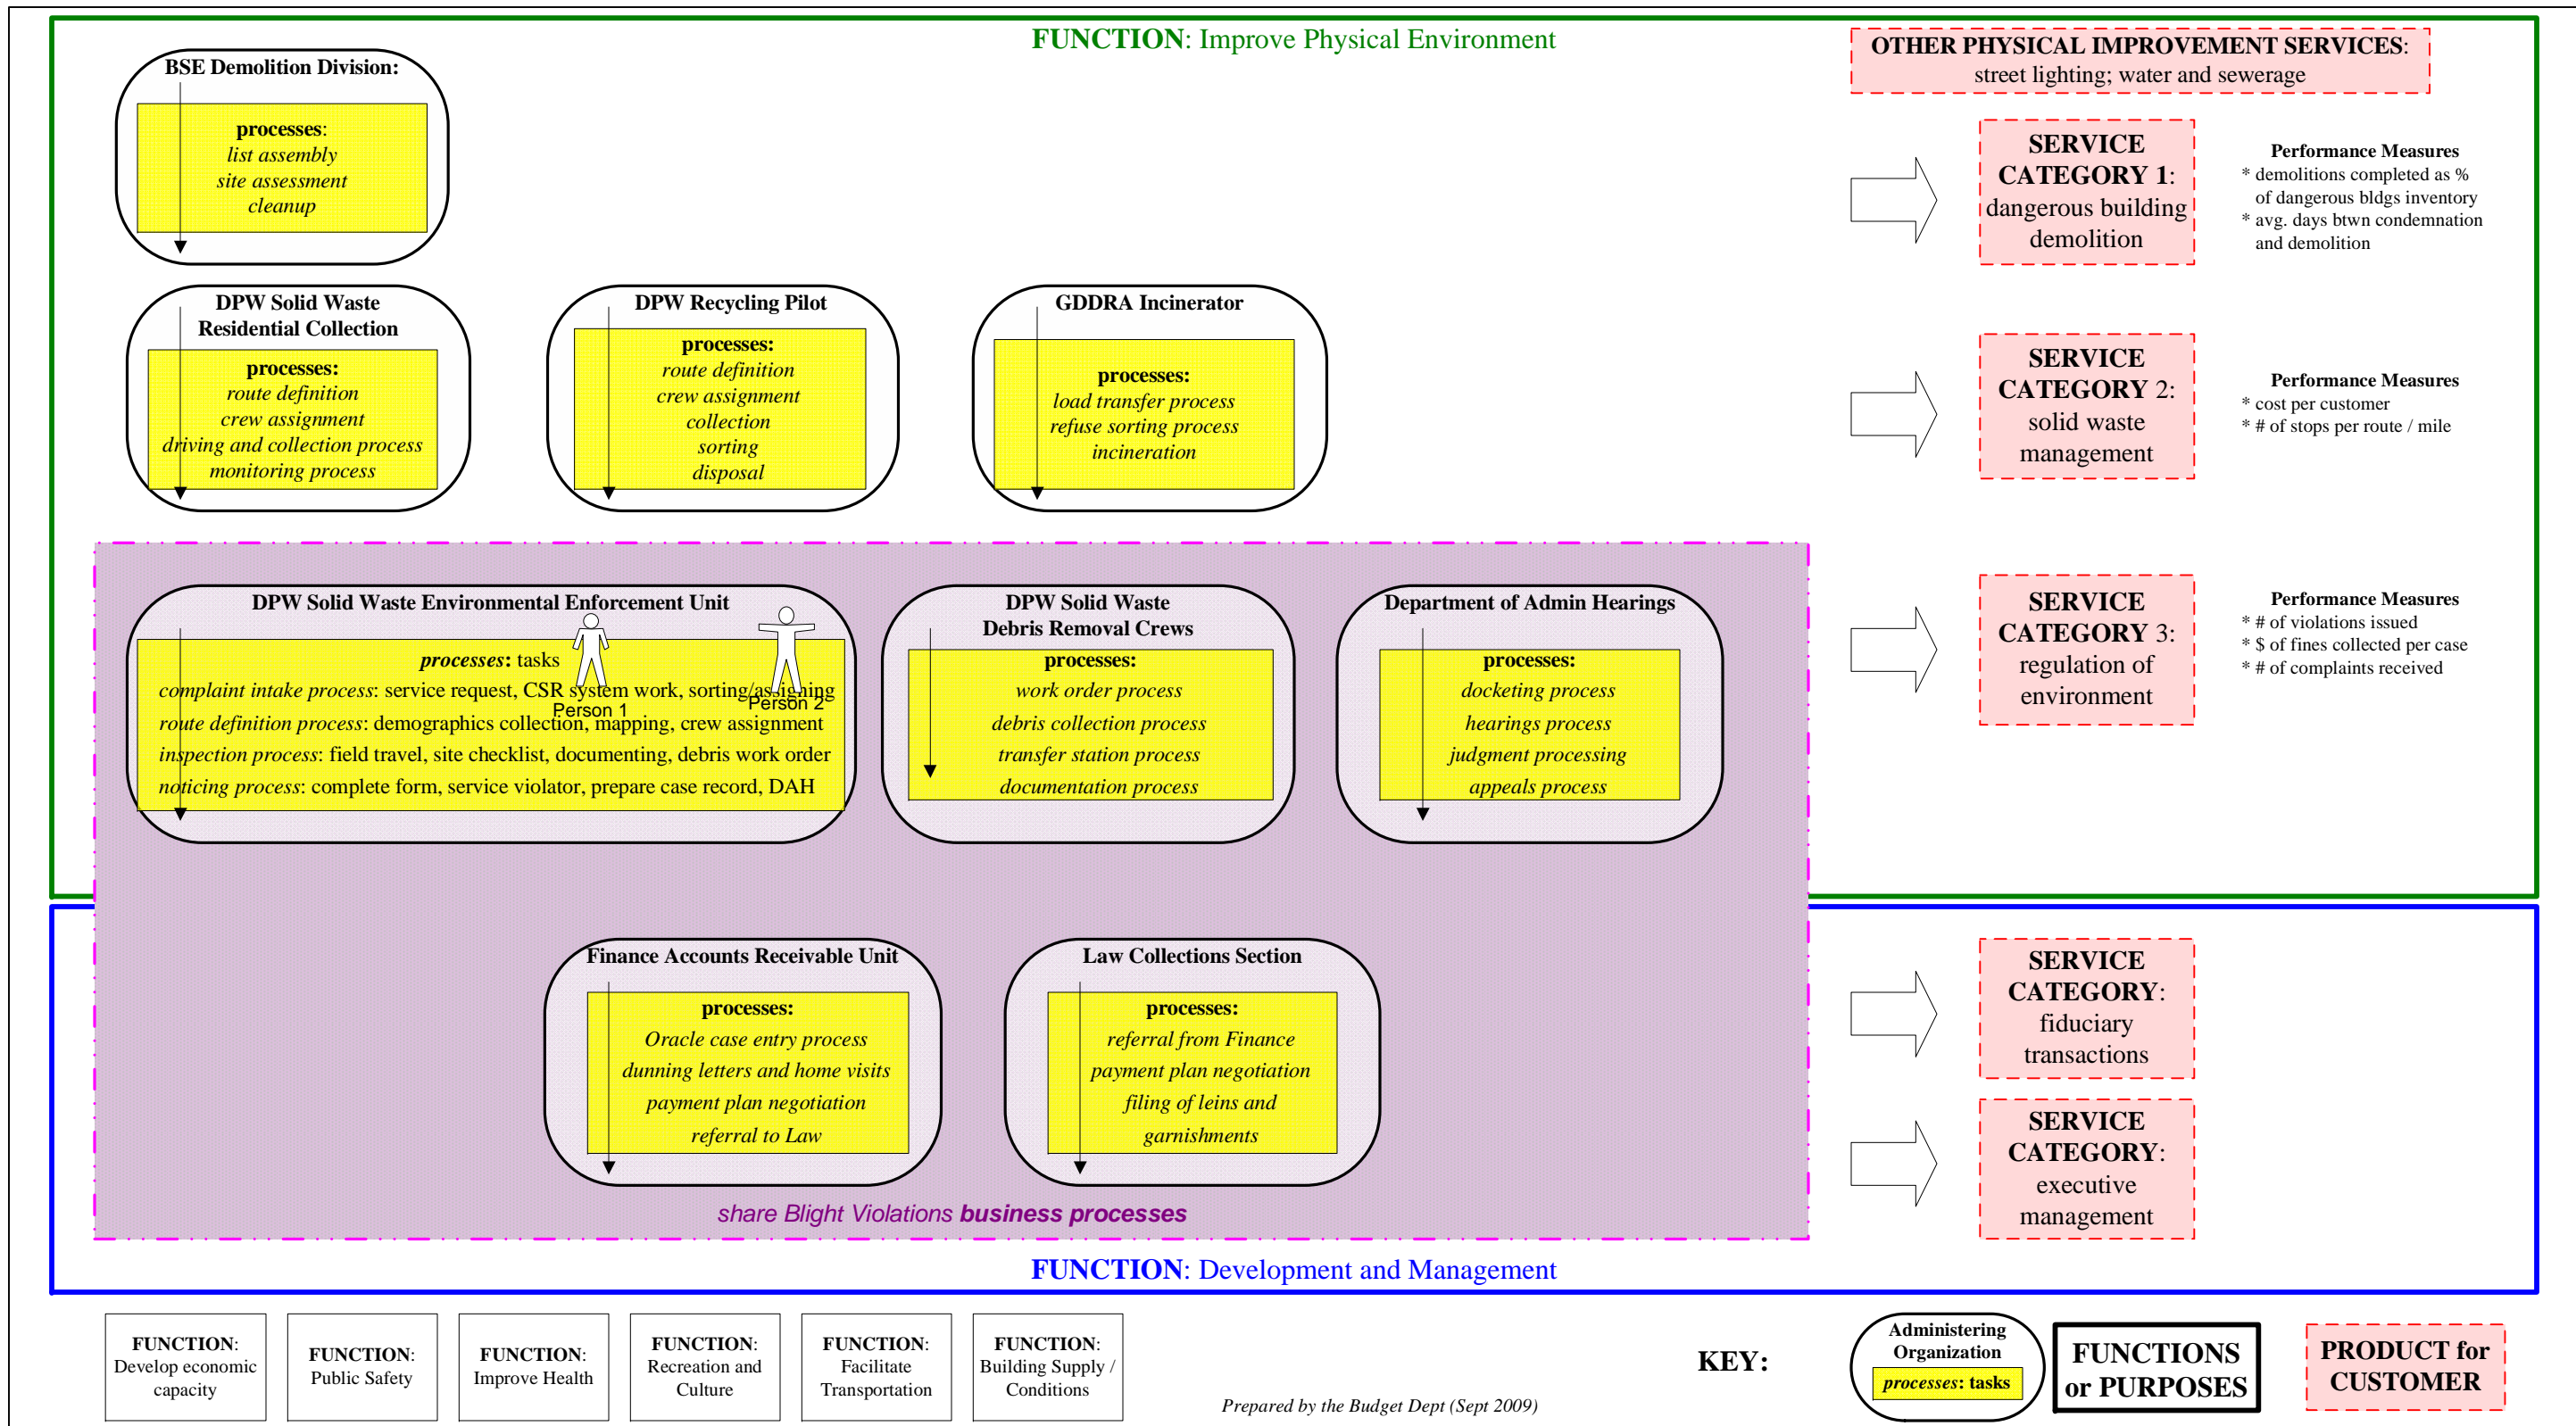 FUNCTION: Improve Physical Environment
OTHER PHYSICAL IMPROVEMENT SERVICES:
street lighting; water and sewerage
BSE Demolition Division:
processes:
list assembly
site assessment
cleanup
SERVICE
CATEGORY 1:
dangerous building
demolition
Performance Measures
* demolitions completed as %
of dangerous bldgs inventory
* avg. days btwn condemnation
and demolition
DPW Solid Waste
Residential Collection
processes:
route definition
crew assignment
driving and collection process
monitoring process
DPW Recycling Pilot
processes:
route definition
crew assignment
collection
sorting
disposal
GDDRA Incinerator
processes:
load transfer process
refuse sorting process
incineration
SERVICE
CATEGORY 2:
solid waste
management
Performance Measures
* cost per customer
* # of stops per route / mile
DPW Solid Waste Environmental Enforcement Unit
processes: tasks
complaint intake process: service request, CSR system work, sorting/assigning
Person 1
Person 2
route definition process: demographics collection, mapping, crew assignment
inspection process: field travel, site checklist, documenting, debris work order
noticing process: complete form, service violator, prepare case record, DAH
DPW Solid Waste
Debris Removal Crews
processes:
work order process
debris collection process
transfer station process
documentation process
Department of Admin Hearings
processes:
docketing process
hearings process
judgment processing
appeals process
SERVICE
CATEGORY 3:
regulation of
environment
Performance Measures
* # of violations issued
* $ of fines collected per case
* # of complaints received
Finance Accounts Receivable Unit
processes:
Oracle case entry process
dunning letters and home visits
payment plan negotiation
referral to Law
Law Collections Section
processes:
referral from Finance
payment plan negotiation
filing of leins and
garnishments
SERVICE
CATEGORY:
fiduciary
transactions
SERVICE
CATEGORY:
executive
management
share Blight Violations business processes
FUNCTION: Development and Management
FUNCTION:
Develop economic
capacity
FUNCTION:
Public Safety
FUNCTION:
Improve Health
FUNCTION:
Recreation and
Culture
FUNCTION:
Facilitate
Transportation
FUNCTION:
Building Supply /
Conditions
Prepared by the Budget Dept (Sept 2009)
KEY:
Administering
Organization
processes: tasks
FUNCTIONS
or PURPOSES
PRODUCT for
CUSTOMER